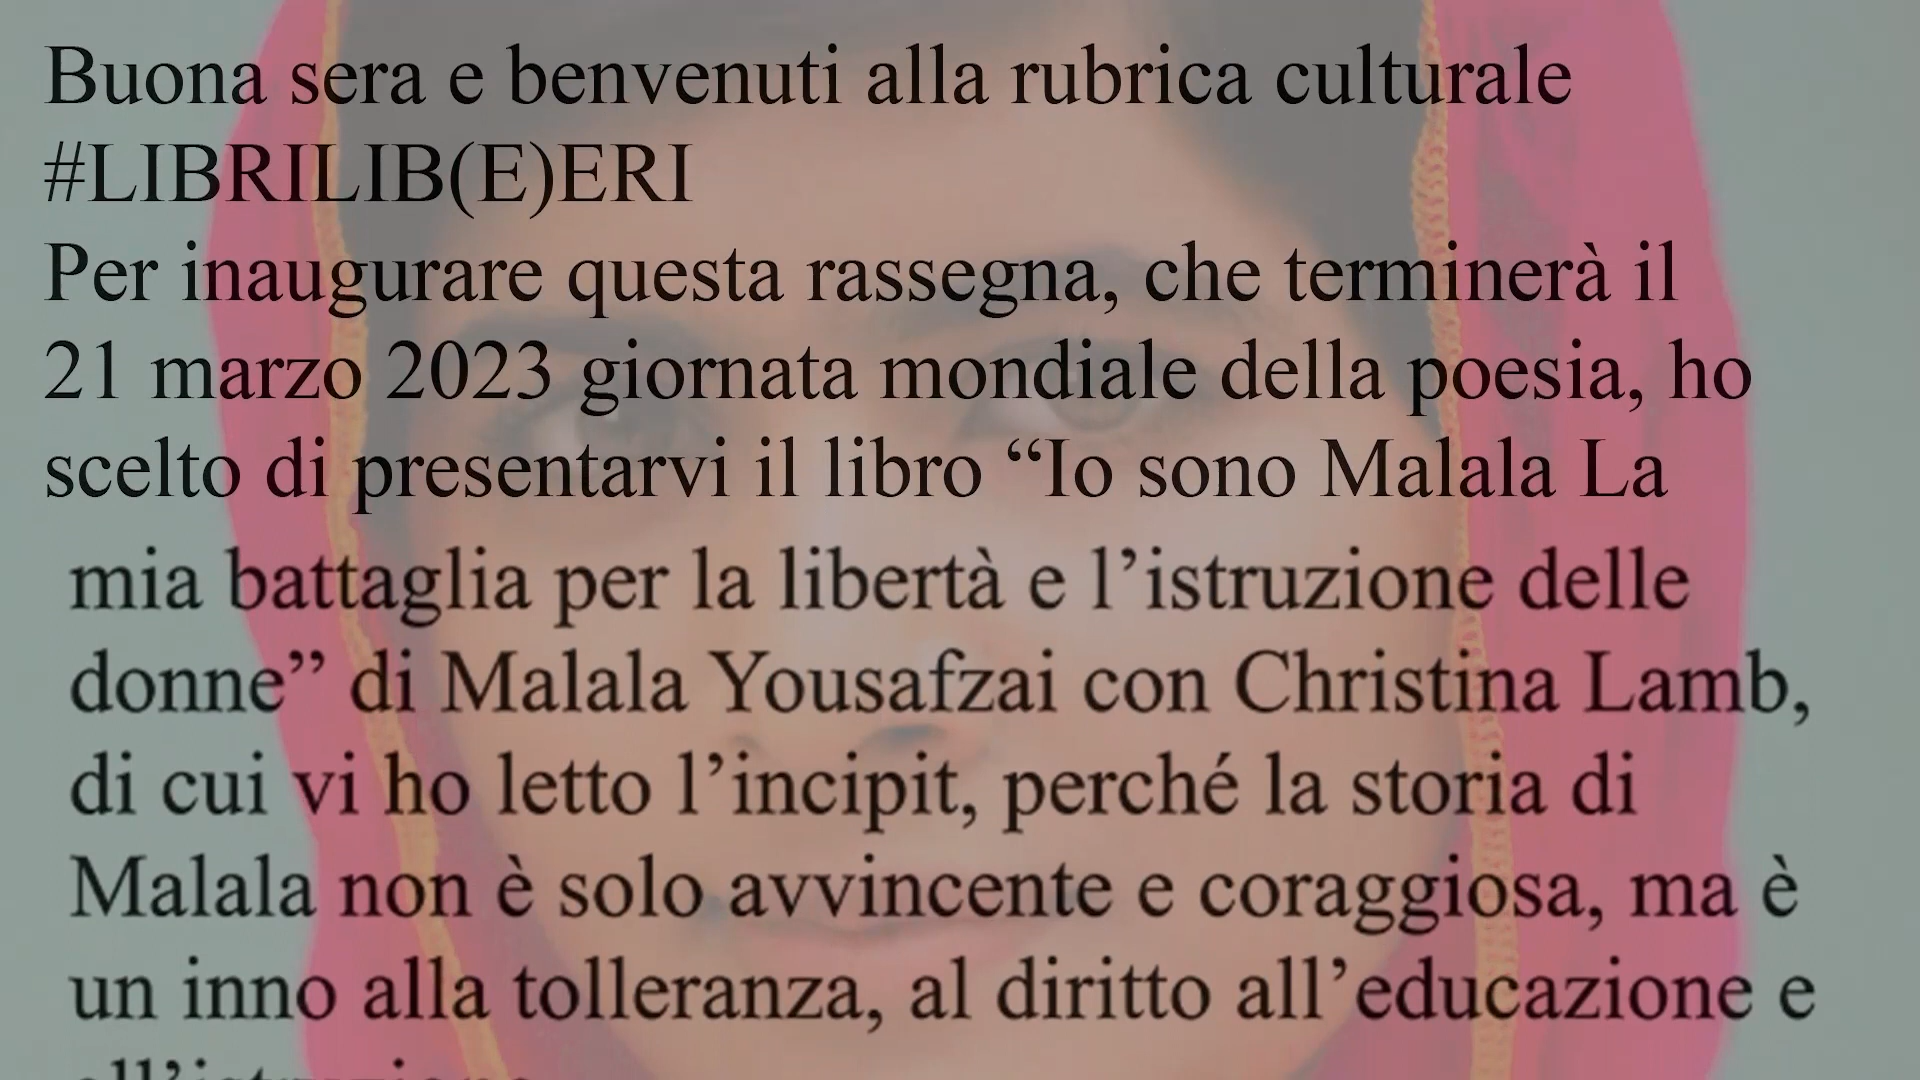 Buona sera e benvenuti alla rubrica culturale
#LIBRILIB(E)ERI
Per inaugurare questa rassegna, che terminerà il
21 marzo 2023 giornata mondiale della poesia, ho
scelto di presentarvi il libro “Io sono Malala La
mia battaglia per la libertà e l’istruzione delle
donne” di Malala Yousafzai con Christina Lamb,
di cui vi ho letto l’incipit, perché la storia di
Malala non è solo avvincente e coraggiosa, ma è
un inno alla tolleranza, al diritto all’educazione e